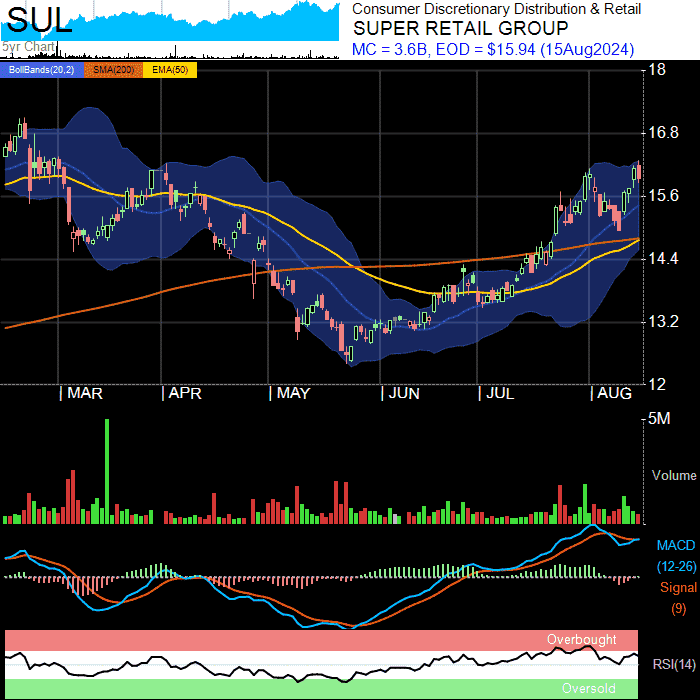 SUL
5yr Chart
Consumer Discretionary Distribution & Retail
SUPER RETAIL GROUP
MC = 3.6B, EOD = $15.94 (15Aug2024)
BollBands(20,2) SMA(200) EMA(50)
18
16.8
15.6
14.4
13.2
12
MAR APR MAY JUN JUL AUG
5M
Volume
MACD
(12-26)
Signal
(9)
Overbought
RSI(14)
Oversold